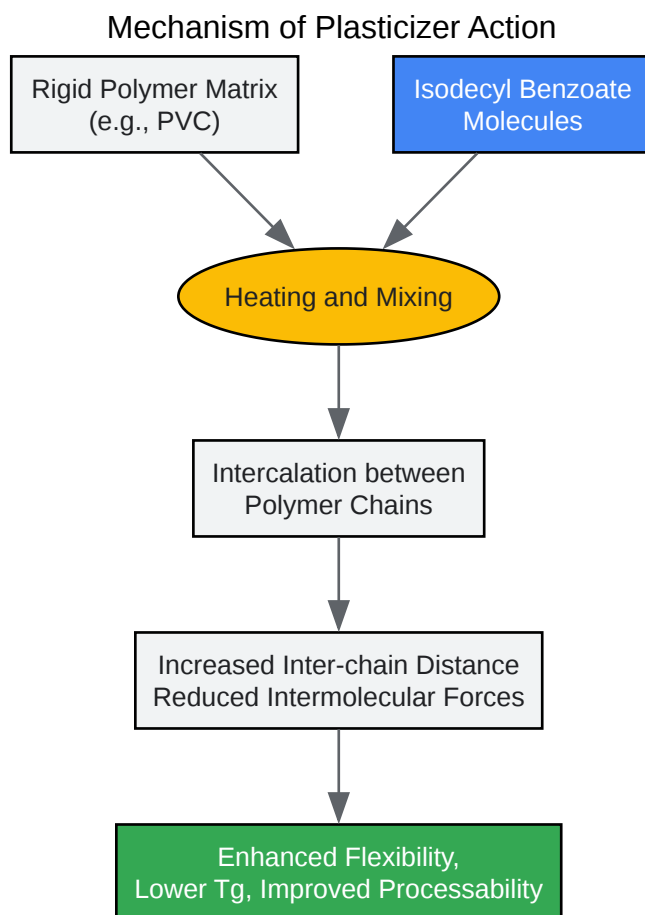 Mechanism of Plasticizer Action
Rigid Polymer Matrix
(e.g., PVC)
Isodecyl Benzoate
Molecules
Heating and Mixing
Intercalation between
Polymer Chains
Increased Inter-chain Distance
Reduced Intermolecular Forces
Enhanced Flexibility,
Lower Tg, Improved Processability